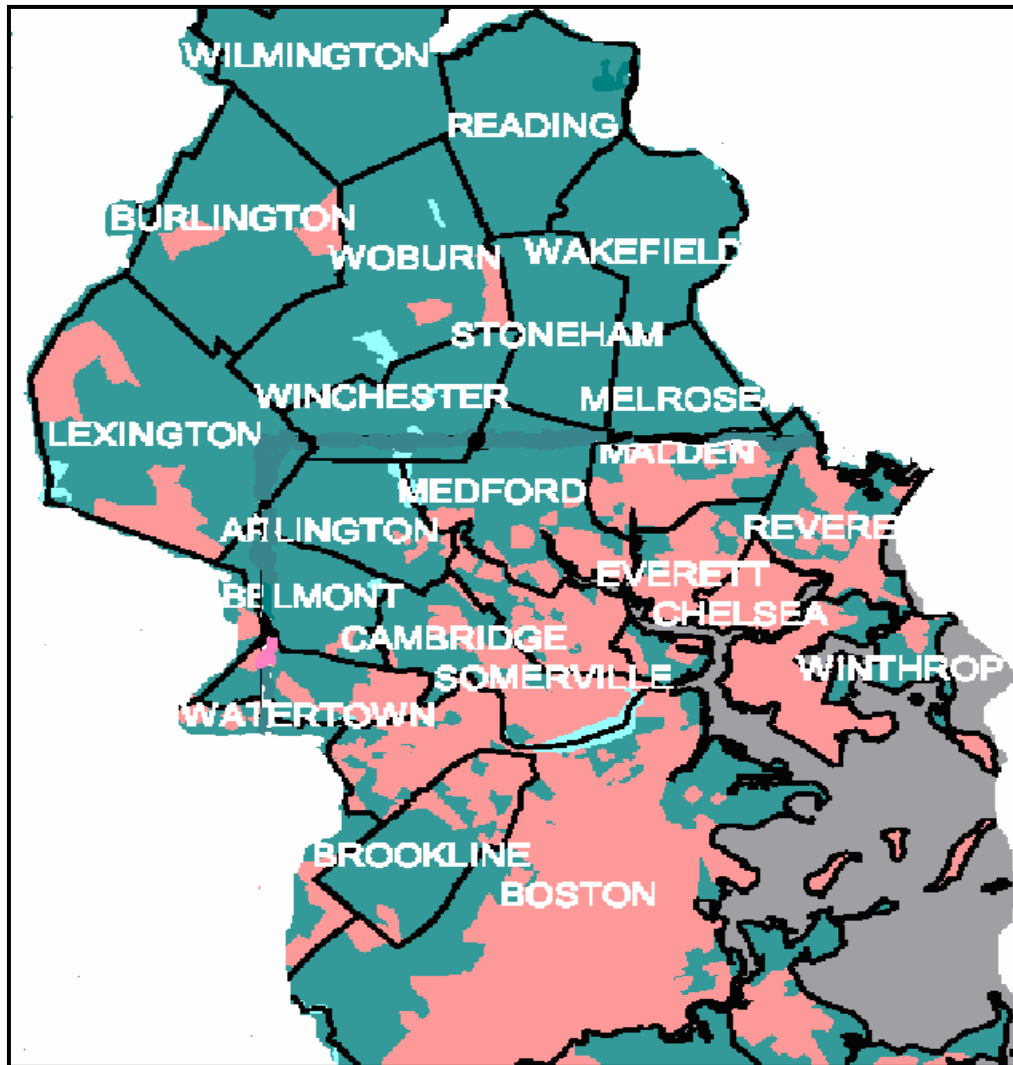 WILMINGTON
READING
BURLINGTON
WOBURN
WAKEFIELD
STONEHAM
WINCHESTER
MELROSE
LEXINGTON
MALDEN
MEDFORD
ARLINGTON
REVERE
EVERETT
BELMONT
CHELSEA
CAMBRIDGE
WINTHROP
SOMERVILLE
WATERTOWN
BROOKLINE
BOSTON